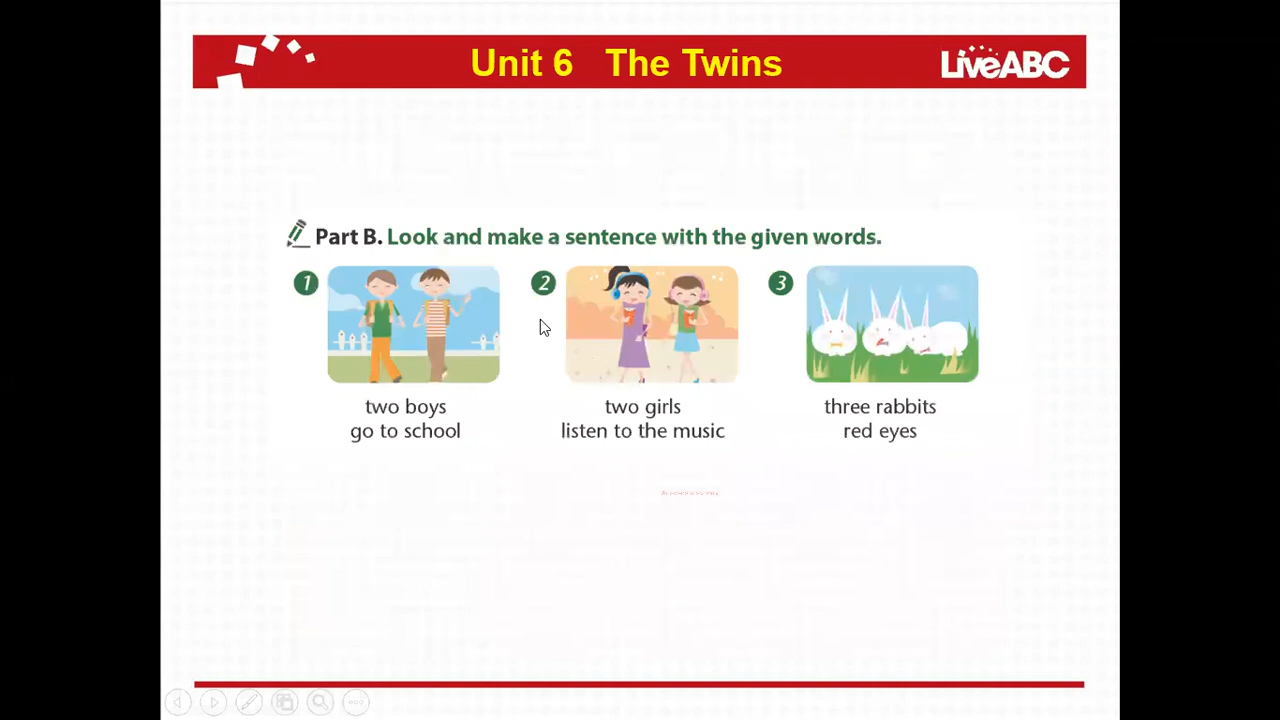 Unit 6 The Twins
LiveABC
Part B. Look and make a sentence with the given words.
1
2
3
two boys
go to school
two girls
listen to the music
three rabbits
red eyes